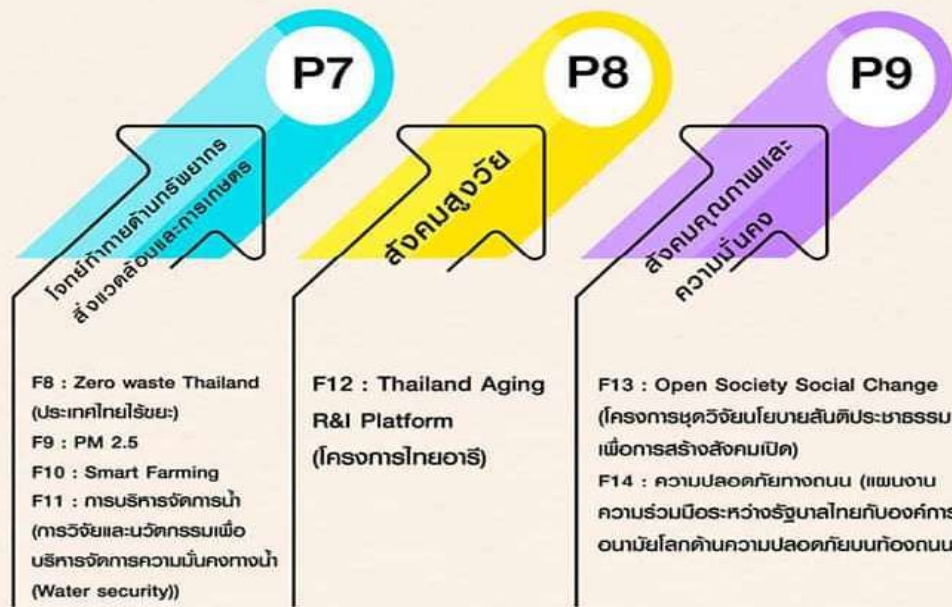 P7
โจทย์ท้าทายด้านทรัพยากร
สิ่งแวดล้อมและการเกษตร
F8 : Zero waste Thailand
(ประเทศไทยไร้ขยะ)
F9 : PM 2.5
F10 : Smart Farming
F11 : การบริหารจัดการน้ำ
(การวิจัยและนวัตกรรมเพื่อ
บริหารจัดการความมั่นคงทางน้ำ
(Water security))
P8
สังคมสูงวัย
F12 : Thailand Aging
R&I Platform
(โครงการไทยอารี)
P9
สังคมคุณภาพและ
ความมั่นคง
F13 : Open Society Social Change
(โครงการชุดวิจัยนโยบายสันติประชาธรรม
เพื่อการสร้างสังคมเปิด)
F14 : ความปลอดภัยทางถนน (แผนงาน
ความร่วมมือระหว่างรัฐบาลไทยกับองค์การ
อนามัยโลกด้านความปลอดภัยบนท้องถนน